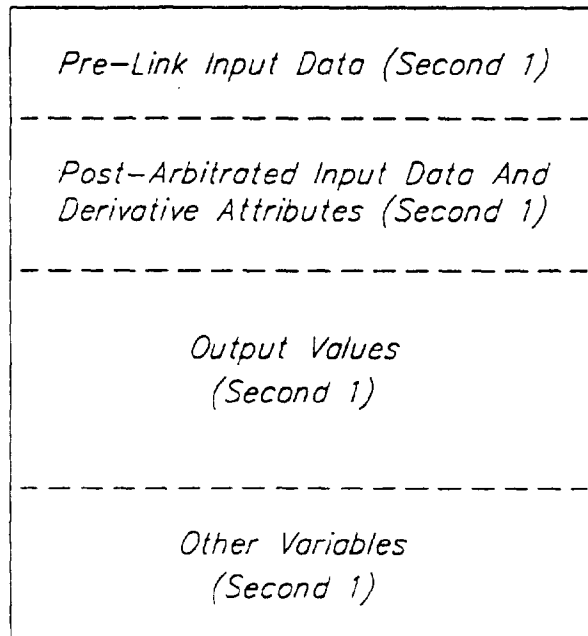 Pre-Link Input Data (Second 1)
Post-Arbitrated Input Data And
Derivative Attributes (Second 1)
Output Values
(Second 1)
Other Variables
(Second 1)